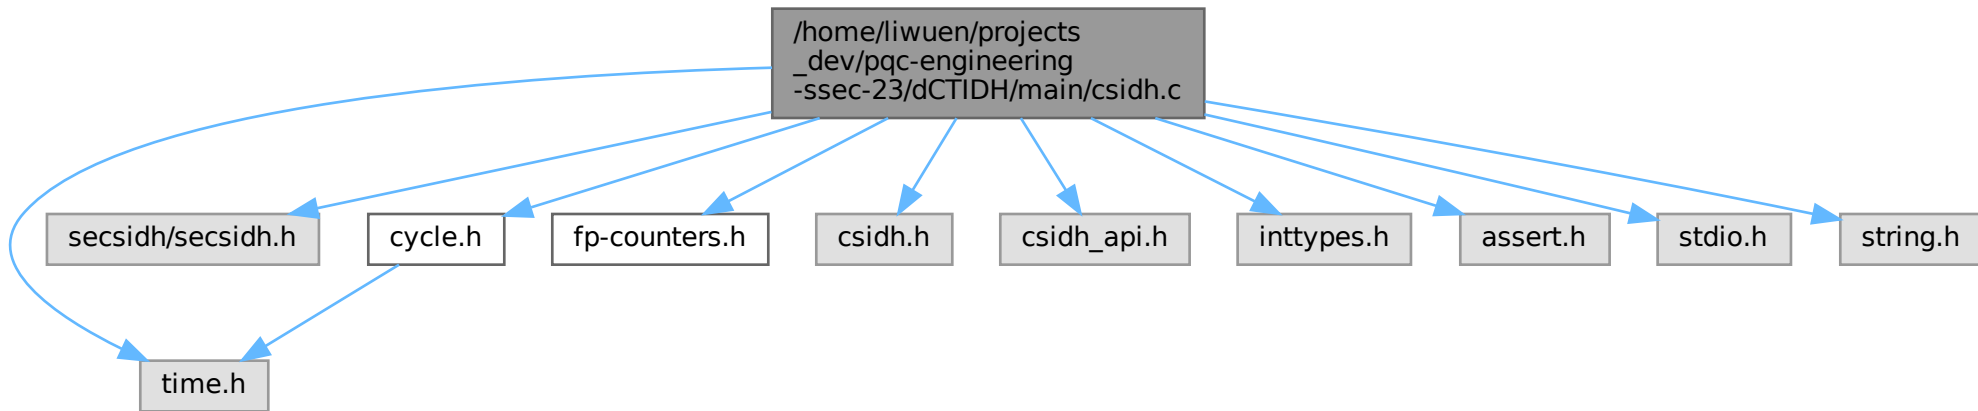 /home/liwuen/projects
_dev/pqc-engineering
-ssec-23/dCTIDH/main/csidh.c
secsidh/secsidh.h
cycle.h
fp-counters.h
csidh.h
csidh_api.h
inttypes.h
assert.h
stdio.h
string.h
time.h